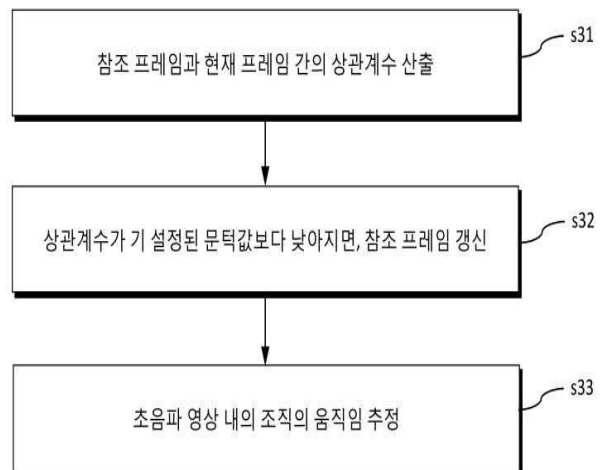 참조 프레임과 현재 프레임 간의 상관계수 산출
s31
상관계수가 기 설정된 문턱값보다 낮아지면, 참조 프레임 갱신
s32
초음파 영상 내의 조직의 움직임 추정
s33